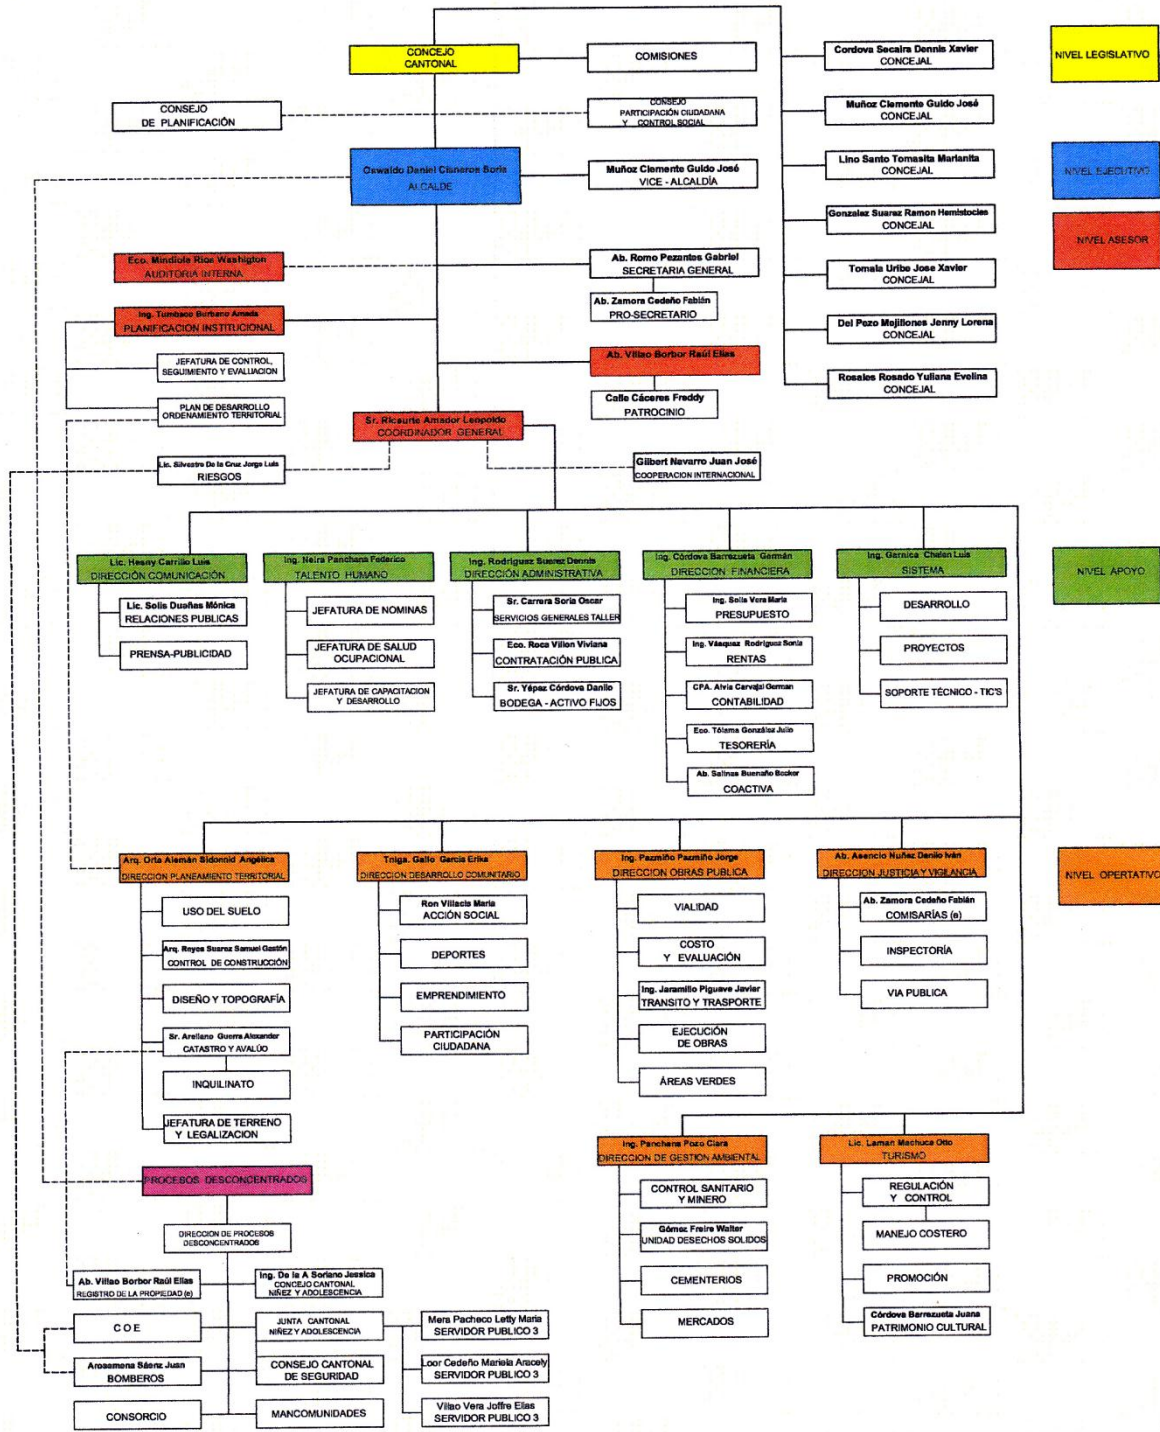 CONCEJO
CANTONAL
COMISIONES
CONSEJO
DE PLANIFICACIÓN
CONSEJO
PARTICIPACIÓN CIUDADANA
Y CONTROL SOCIAL
Oswaldo Daniel Cisneros Soria
ALCALDE
Muñoz Clemente Guido José
VICE - ALCALDÍA
Cordova Secaira Dennis Xavier
CONCEJAL
Muñoz Clemente Guido José
CONCEJAL
Lino Santo Tomasita Marianita
CONCEJAL
Gonzalez Suarez Ramon Hemistocles
CONCEJAL
Tomala Uribe Jose Xavier
CONCEJAL
Del Pozo Mejillones Jenny Lorena
CONCEJAL
Rosales Rosado Yuliana Evelina
CONCEJAL
NIVEL LEGISLATIVO
NIVEL EJECUTIVO
NIVEL ASESOR
Eco. Mindiola Rios Washington
AUDITORIA INTERNA
Ab. Romo Pezantes Gabriel
SECRETARIA GENERAL
Ab. Zamora Cedeño Fabián
PRO-SECRETARIO
Ing. Tumbaco Burbano Amada
PLANIFICACION INSTITUCIONAL
JEFATURA DE CONTROL,
SEGUIMIENTO Y EVALUACION
PLAN DE DESARROLLO
ORDENAMIENTO TERRITORIAL
Ab. Villao Borbor Raúl Elias
Calle Cáceres Freddy
PATROCINIO
Sr. Ricaurte Amador Leopoldo
COORDINADOR GENERAL
Lic. Silvestre De la Cruz Jorge Luis
RIESGOS
Gilbert Navarro Juan José
COOPERACION INTERNACIONAL
Lic. Hesny Carrillo Luis
DIRECCIÓN COMUNICACIÓN
Lic. Solis Dueñas Mónica
RELACIONES PUBLICAS
PRENSA-PUBLICIDAD
Ing. Neira Panchana Federico
TALENTO HUMANO
JEFATURA DE NOMINAS
JEFATURA DE SALUD
OCUPACIONAL
JEFATURA DE CAPACITACION
Y DESARROLLO
Ing. Rodríguez Suarez Dennis
DIRECCIÓN ADMINISTRATIVA
Sr. Carrera Soria Oscar
SERVICIOS GENERALES TALLER
Eco. Roca Villon Viviana
CONTRATACIÓN PUBLICA
Sr. Yépez Córdova Danilo
BODEGA - ACTIVO FIJOS
Ing. Córdova Barrezueta Germán
DIRECCION FINANCIERA
Ing. Solis Vera Maria
PRESUPUESTO
Ing. Vásquez Rodríguez Sonia
RENTAS
CPA. Atvia Carvajal German
CONTABILIDAD
Eco. Tólama González Julio
TESORERÍA
Ab. Salinas Buenaño Becker
COACTIVA
Ing. Garnica Chalen Luis
SISTEMA
DESARROLLO
PROYECTOS
SOPORTE TÉCNICO - TIC'S
NIVEL APOYO
Arq. Orta Alemán Sidonnid Angélica
DIRECCION PLANEAMIENTO TERRITORIAL
USO DEL SUELO
Arq. Reyes Suarez Samuel Gastón
CONTROL DE CONSTRUCCIÓN
DISEÑO Y TOPOGRAFÍA
Sr. Arellano Guerra Alexander
CATASTRO Y AVALÚO
INQUILINATO
JEFATURA DE TERRENO
Y LEGALIZACION
Tnlga. Gallo Garcia Erika
DIRECCION DESARROLLO COMUNITARIO
Ron Villacis Maria
ACCIÓN SOCIAL
DEPORTES
EMPRENDIMIENTO
PARTICIPACIÓN
CIUDADANA
Ing. Pazmiño Pazmiño Jorge
DIRECCION OBRAS PUBLICA
VIALIDAD
COSTO
Y EVALUACIÓN
Ing. Jaramillo Piguave Javier
TRANSITO Y TRASPORTE
EJECUCIÓN
DE OBRAS
ÁREAS VERDES
Ab. Asencio Nuñez Danilo Iván
DIRECCION JUSTICIA Y VIGILANCIA
Ab. Zamora Cedeño Fabián
COMISARÍAS (e)
INSPECTORÍA
VIA PUBLICA
NIVEL OPERTATIVO
Ing. Panchana Pozo Clara
DIRECCION DE GESTION AMBIENTAL
CONTROL SANITARIO
Y MINERO
Gómez Freire Walter
UNIDAD DESECHOS SOLIDOS
CEMENTERIOS
MERCADOS
Lic. Laman Machuca Otto
TURISMO
REGULACIÓN
Y CONTROL
MANEJO COSTERO
PROMOCIÓN
Córdova Barrezueta Juana
PATRIMONIO CULTURAL
PROCESOS DESCONCENTRADOS
DIRECCION DE PROCESOS
DESCONCENTRADOS
Ab. Villao Borbor Raúl Elias
REGISTRO DE LA PROPIEDAD (e)
Ing. De la A Soriano Jessica
CONCEJO CANTONAL
NIÑEZ Y ADOLESCENCIA
C O E
JUNTA CANTONAL
NIÑEZ Y ADOLESCENCIA
Mera Pacheco Letty Maria
SERVIDOR PUBLICO 3
Arosemena Sáenz Juan
BOMBEROS
CONSEJO CANTONAL
DE SEGURIDAD
Loor Cedeño Mariela Aracely
SERVIDOR PUBLICO 3
CONSORCIO
MANCOMUNIDADES
Villao Vera Joffre Elias
SERVIDOR PUBLICO 3